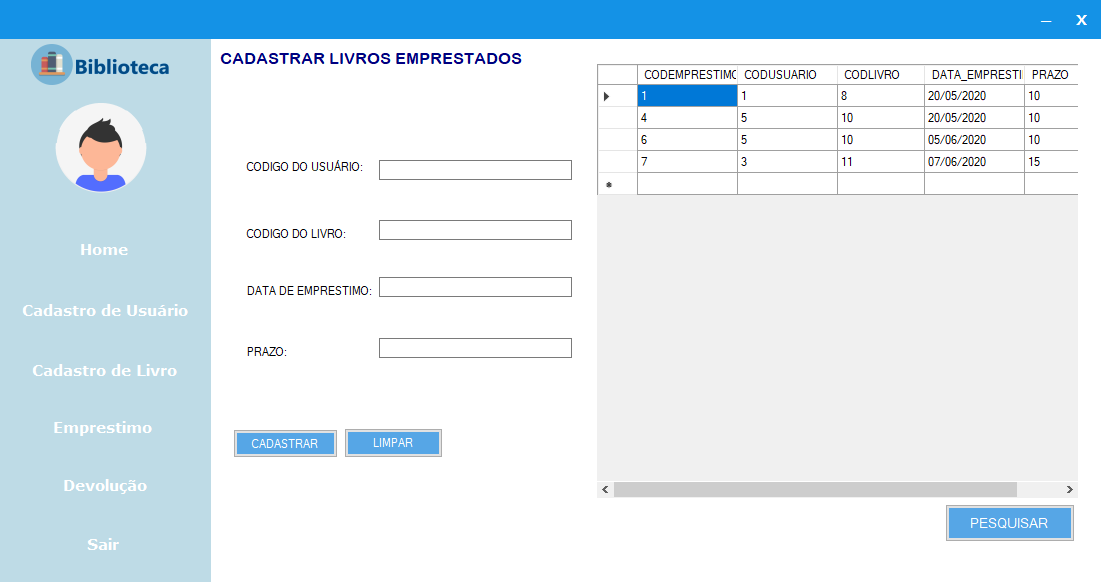 X
Biblioteca
Home
Cadastro de Usuário
Cadastro de Livro
Emprestimo
Devolução
Sair
CADASTRAR LIVROS EMPRESTADOS
CODIGO DO USUÁRIO:
CODIGO DO LIVRO:
DATA DE EMPRESTIMO:
PRAZO:
CADASTRAR LIMPAR
CODEMPRESTIMO CODUSUARIO CODLIVRO DATA_EMPRESTI PRAZO
1 1 8 20/05/2020 10
4 5 10 20/05/2020 10
6 5 10 05/06/2020 10
7 3 11 07/06/2020 15
PESQUISAR